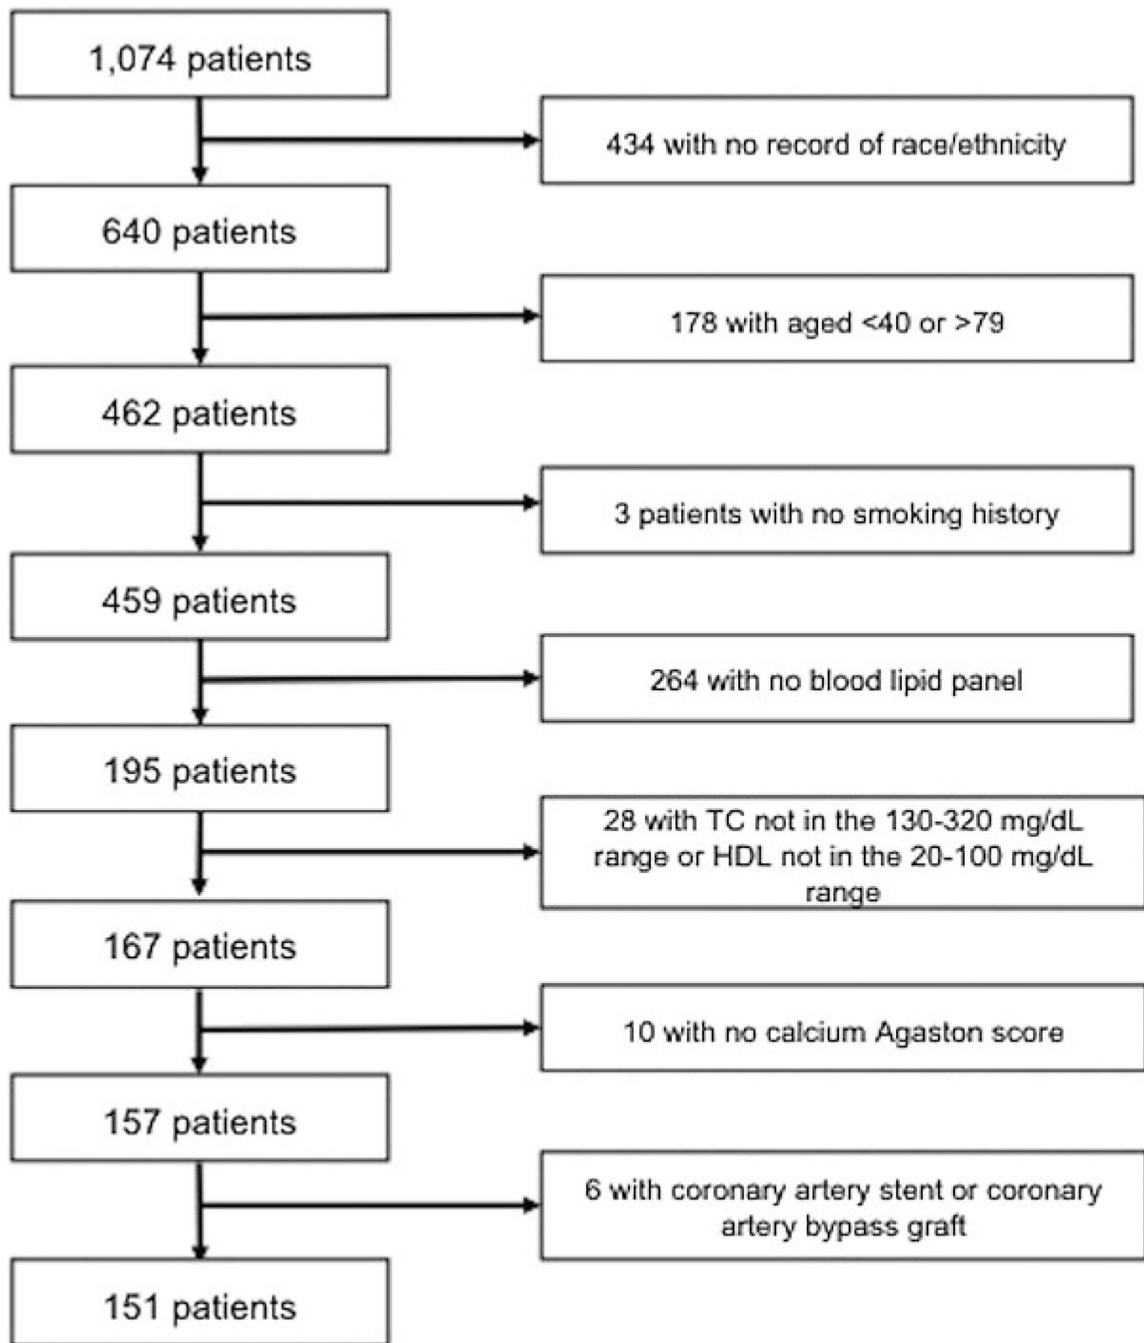 1,074 patients
434 with no record of race/ethnicity
640 patients
178 with aged <40 or >79
462 patients
3 patients with no smoking history
459 patients
264 with no blood lipid panel
195 patients
28 with TC not in the 130-320 mg/dL
range or HDL not in the 20-100 mg/dL
range
167 patients
10 with no calcium Agaston score
157 patients
6 with coronary artery stent or coronary
artery bypass graft
151 patients